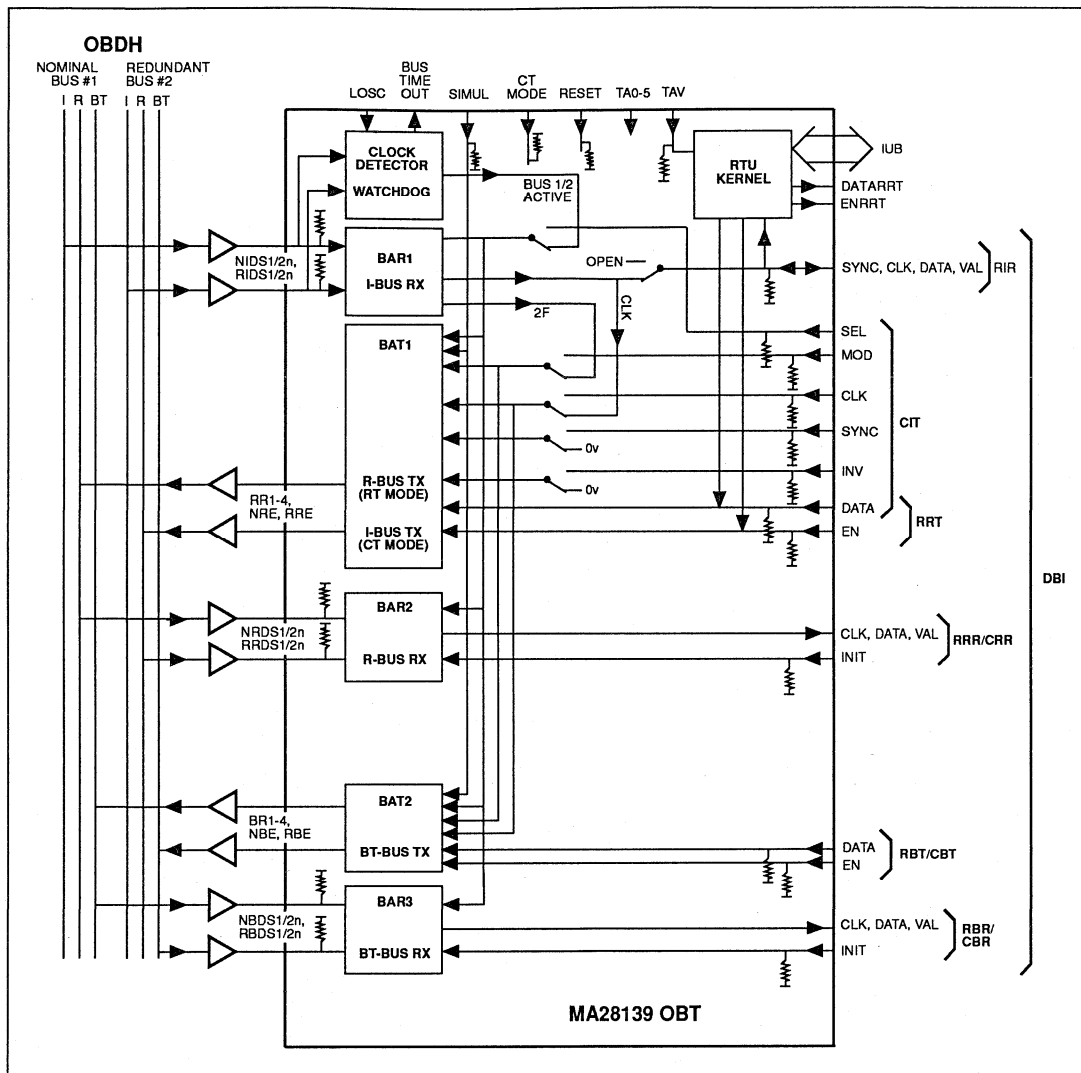 OBDH
NOMINAL
BUS #1
REDUNDANT
BUS #2
I R BT
I R BT
LOSC
BUS
TIME
OUT
SIMUL
CT
MODE
RESET
TA0-5
TAV
CLOCK
DETECTOR
WATCHDOG
BUS 1/2
ACTIVE
RTU
KERNEL
IUB
DATARRT
ENRRT
NIDS1/2n,
RIDS1/2n
BAR1
I-BUS RX
OPEN
CLK
2F
SYNC, CLK, DATA, VAL
RIR
BAT1
R-BUS TX
(RT MODE)
I-BUS TX
(CT MODE)
0v
0v
SEL
MOD
CLK
SYNC
INV
DATA
EN
CIT
RRT
RR1-4,
NRE, RRE
DBI
NRDS1/2n
RRDS1/2n
BAR2
R-BUS RX
CLK, DATA, VAL
INIT
RRR/CRR
BR1-4,
NBE, RBE
BAT2
BT-BUS TX
DATA
EN
RBT/CBT
NBDS1/2n,
RBDS1/2n
BAR3
BT-BUS RX
CLK, DATA, VAL
INIT
RBR/
CBR
MA28139 OBT